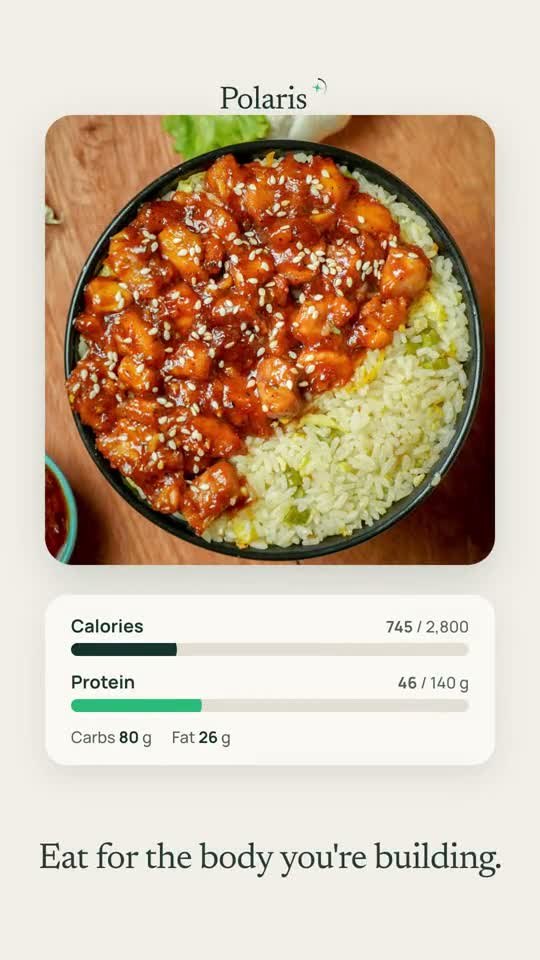 Polaris
Calories 745 / 2,800
Protein 46 / 140 g
Carbs 80 g Fat 26 g
Eat for the body you're building.